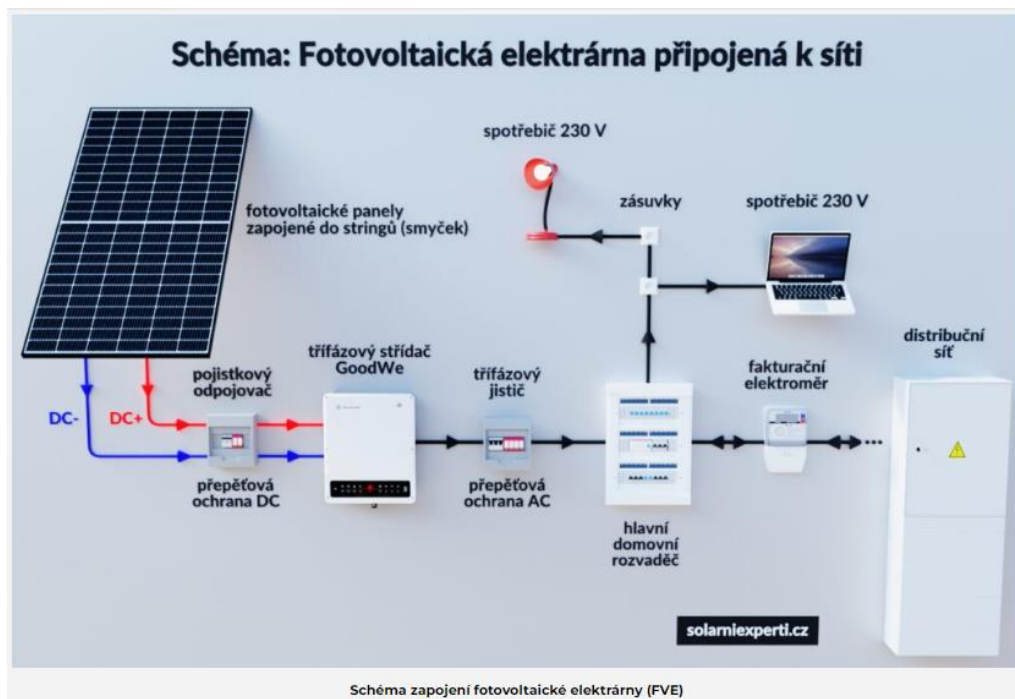 Schéma: Fotovoltaická elektrárna připojená k síti
spotřebič 230 V
zásuvky
spotřebič 230 V
fotovoltaické panely
zapojené do stringů (smyček)
distribuční
síť
třífázový střídač
GoodWe
fakturační
elektroměr
pojistkový
odpojovač
třífázový
jistič
DC-
DC+
přepěťová
ochrana DC
přepěťová
ochrana AC
hlavní
domovní
rozvaděč
solarniexperti.cz
Schéma zapojení fotovoltaické elektrárny (FVE)